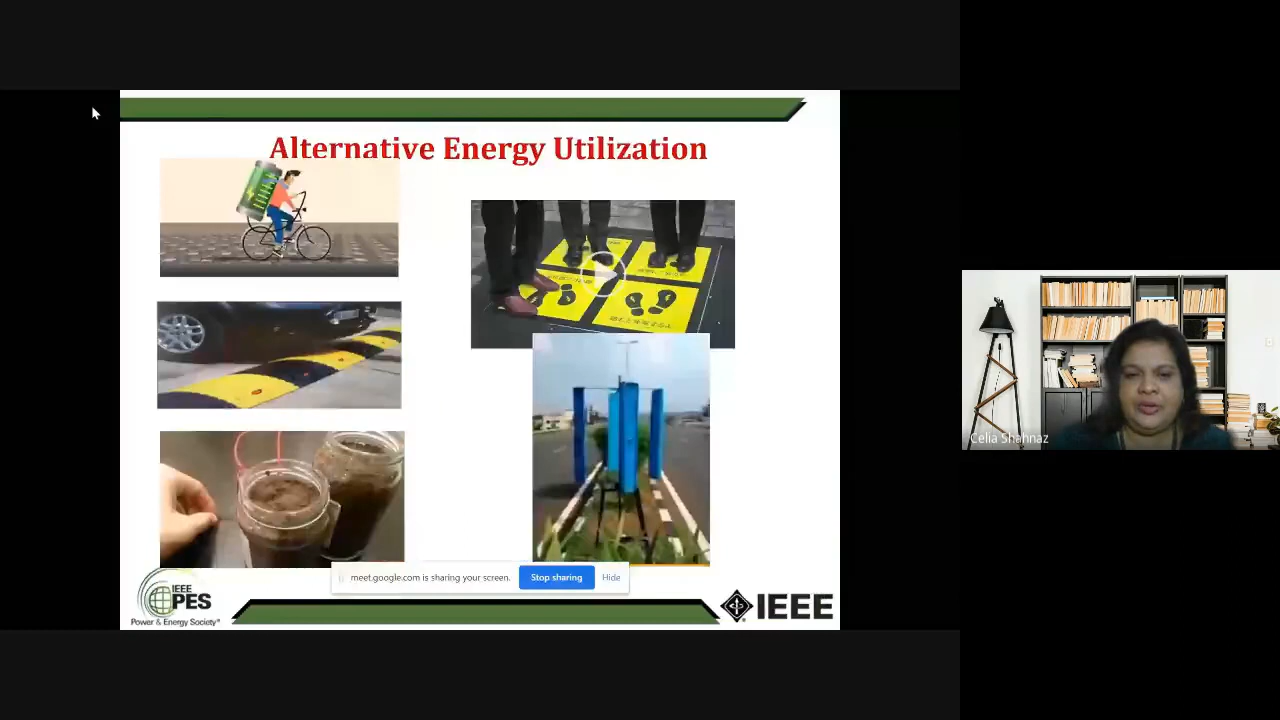 Alternative Energy Utilization
Celia Shahnaz
meet.google.com is sharing your screen.
Stop sharing
Hide
IEEE
PES
Power & Energy Society®
IEEE